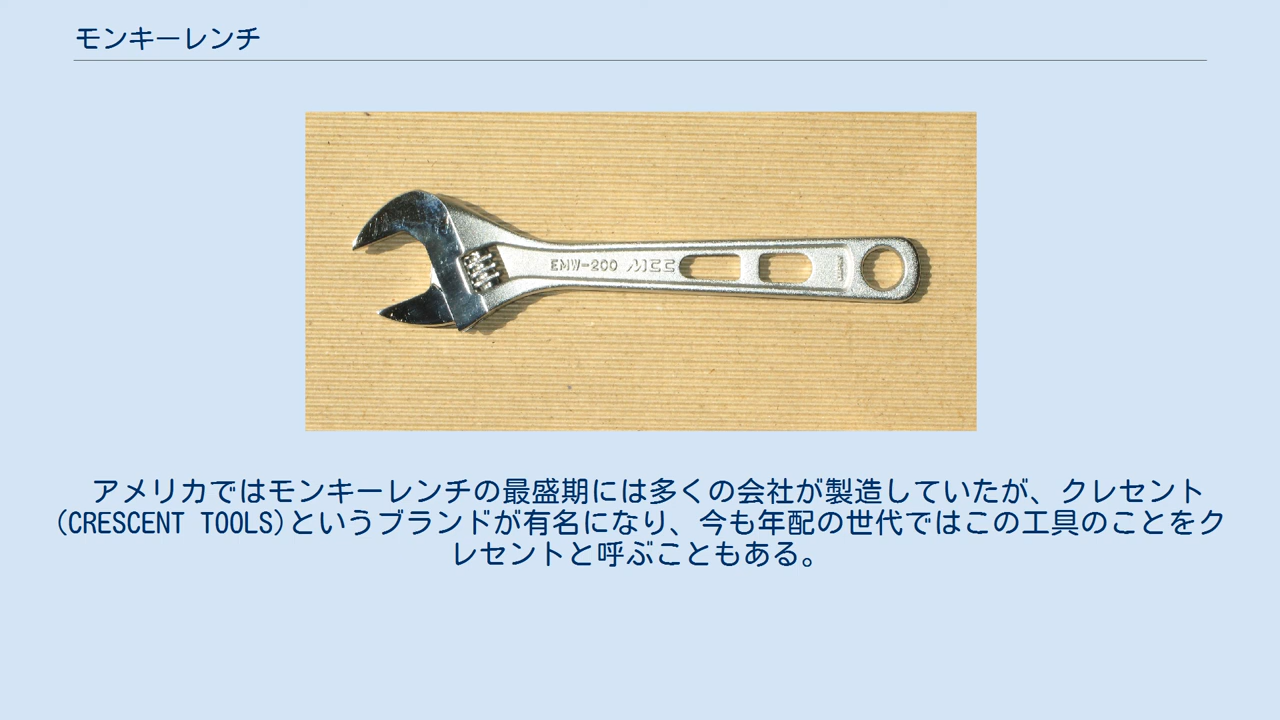 モンキーレンチ
EMW-200 MCC
アメリカではモンキーレンチの最盛期には多くの会社が製造していたが、クレセント
(CRESCENT TOOLS)というブランドが有名になり、今も年配の世代ではこの工具のことをク
レセントと呼ぶこともある。